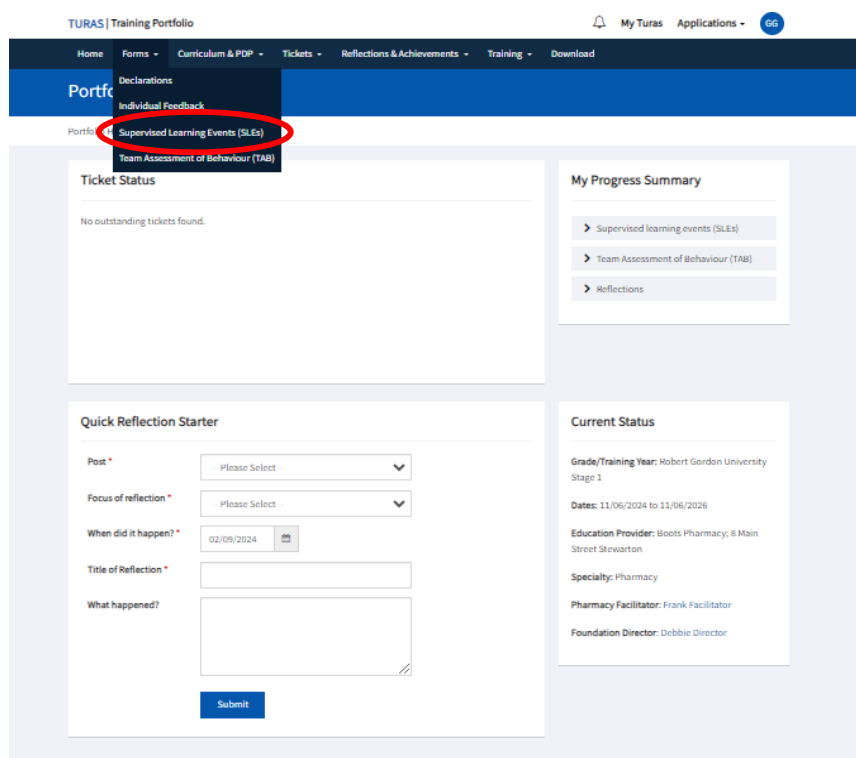 TURAS | Training Portfolio
My Turas Applications
GG
Home Forms Curriculum & PDP Tickets Reflections & Achievements Training Download
Declarations
Individual Feedback
Supervised Learning Events (SLEs)
Team Assessment of Behaviour (TAB)
Portfo
Portfol
Ticket Status
No outstanding tickets found.
My Progress Summary
Supervised learning events (SLEs)
Team Assessment of Behaviour (TAB)
Reflections
Quick Reflection Starter
Post *
-- Please Select --
Focus of reflection *
-- Please Select --
When did it happen? *
02/09/2024
Title of Reflection *
What happened?
Submit
Current Status
Grade/Training Year: Robert Gordon University
Stage 1
Dates: 11/06/2024 to 11/06/2026
Education Provider: Boots Pharmacy; 8 Main
Street Stewarton
Specialty: Pharmacy
Pharmacy Facilitator: Frank Facilitator
Foundation Director: Debbie Director